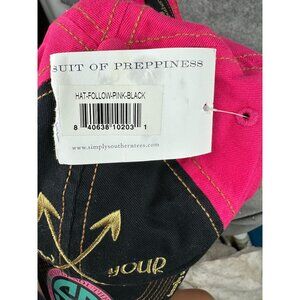 SUIT OF PREPPINESS
HAT-FOLLOW-PINK-BLACK
8 40638 10203 1
www.simplysoutherntees.com
YOUR